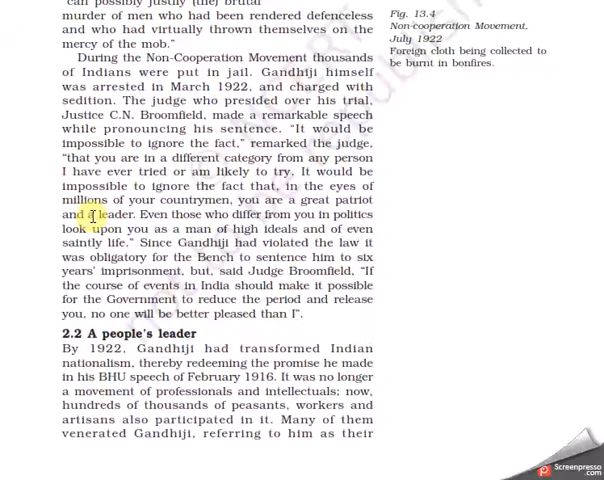 "can possibly justly (the) brutal
murder of men who had been rendered defenceless
and who had virtually thrown themselves on the
mercy of the mob."
During the Non-Cooperation Movement thousands
of Indians were put in jail. Gandhiji himself
was arrested in March 1922, and charged with
sedition. The judge who presided over his trial,
Justice C.N. Broomfield, made a remarkable speech
while pronouncing his sentence. "It would be
impossible to ignore the fact," remarked the judge,
"that you are in a different category from any person
I have ever tried or am likely to try. It would be
impossible to ignore the fact that, in the eyes of
millions of your countrymen, you are a great patriot
and a leader. Even those who differ from you in politics
look upon you as a man of high ideals and of even
saintly life." Since Gandhiji had violated the law it
was obligatory for the Bench to sentence him to six
years' imprisonment, but, said Judge Broomfield, "If
the course of events in India should make it possible
for the Government to reduce the period and release
you, no one will be better pleased than I".
2.2 A people's leader
By 1922, Gandhiji had transformed Indian
nationalism, thereby redeeming the promise he made
in his BHU speech of February 1916. It was no longer
a movement of professionals and intellectuals; now,
hundreds of thousands of peasants, workers and
artisans also participated in it. Many of them
venerated Gandhiji, referring to him as their
Fig. 13.4
Non-cooperation Movement,
July 1922
Foreign cloth being collected to
be burnt in bonfires.
© NCERT
not to be republished
Screenpresso
.com